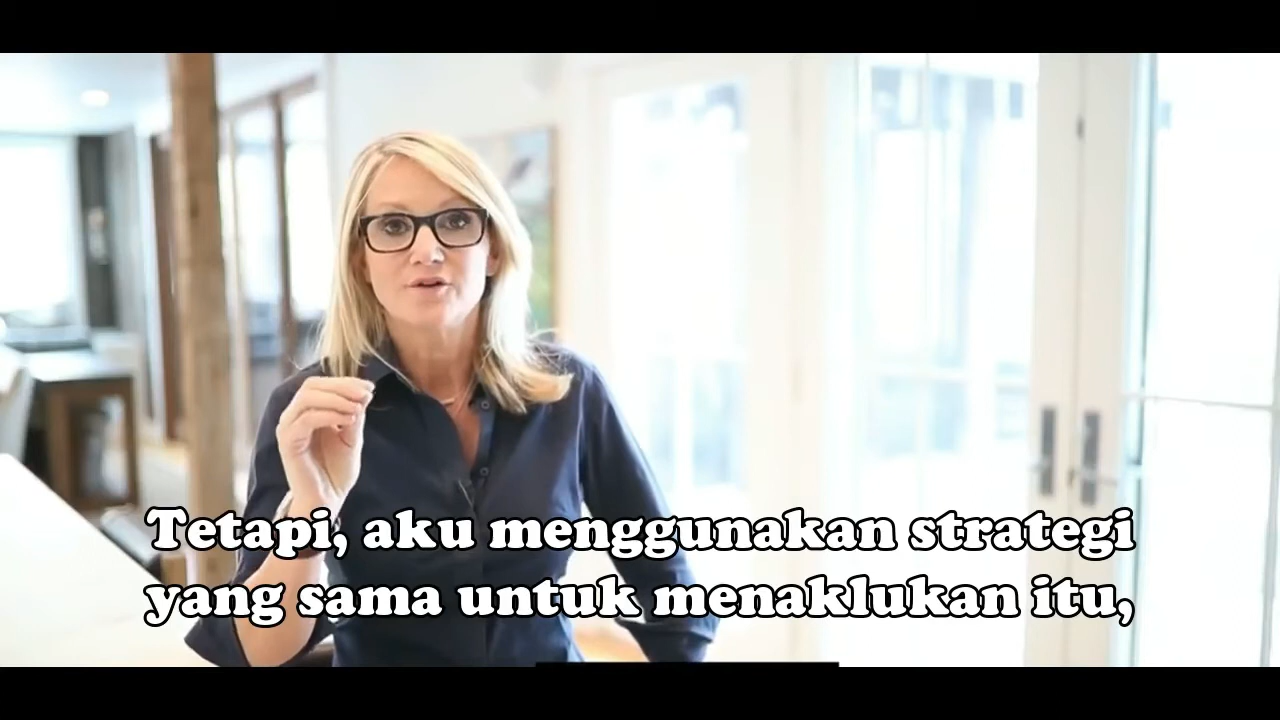 Tetapi, aku menggunakan strategi
yang sama untuk menaklukan itu,